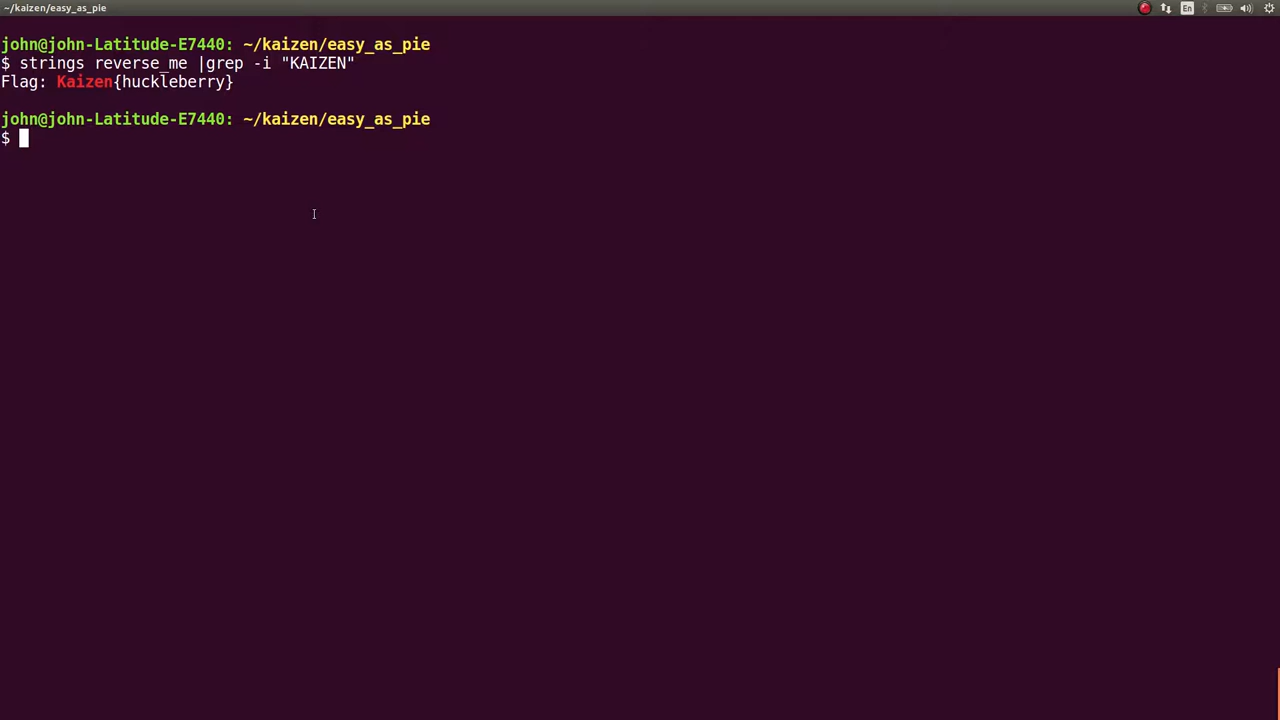 ~/kaizen/easy_as_pie
En
john@john-Latitude-E7440: ~/kaizen/easy_as_pie
$ strings reverse_me |grep -i "KAIZEN"
Flag: Kaizen{huckleberry}
john@john-Latitude-E7440: ~/kaizen/easy_as_pie
$